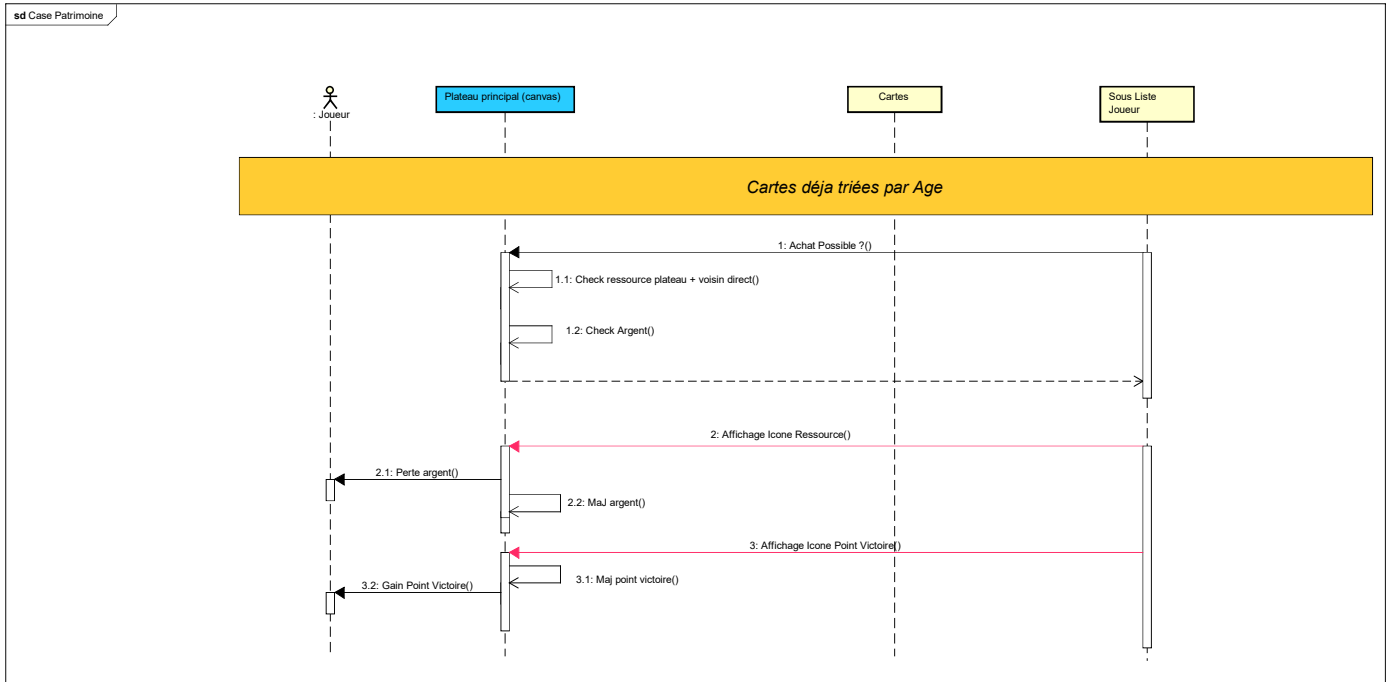 sd Case Patrimoine
: Joueur
Plateau principal (canvas)
Cartes
Sous Liste
Joueur
Cartes déja triées par Age
1: Achat Possible ?()
1.1: Check ressource plateau + voisin direct()
1.2: Check Argent()
2: Affichage Icone Ressource()
2.1: Perte argent()
2.2: MaJ argent()
3: Affichage Icone Point Victoire()
3.1: Maj point victoire()
3.2: Gain Point Victoire()